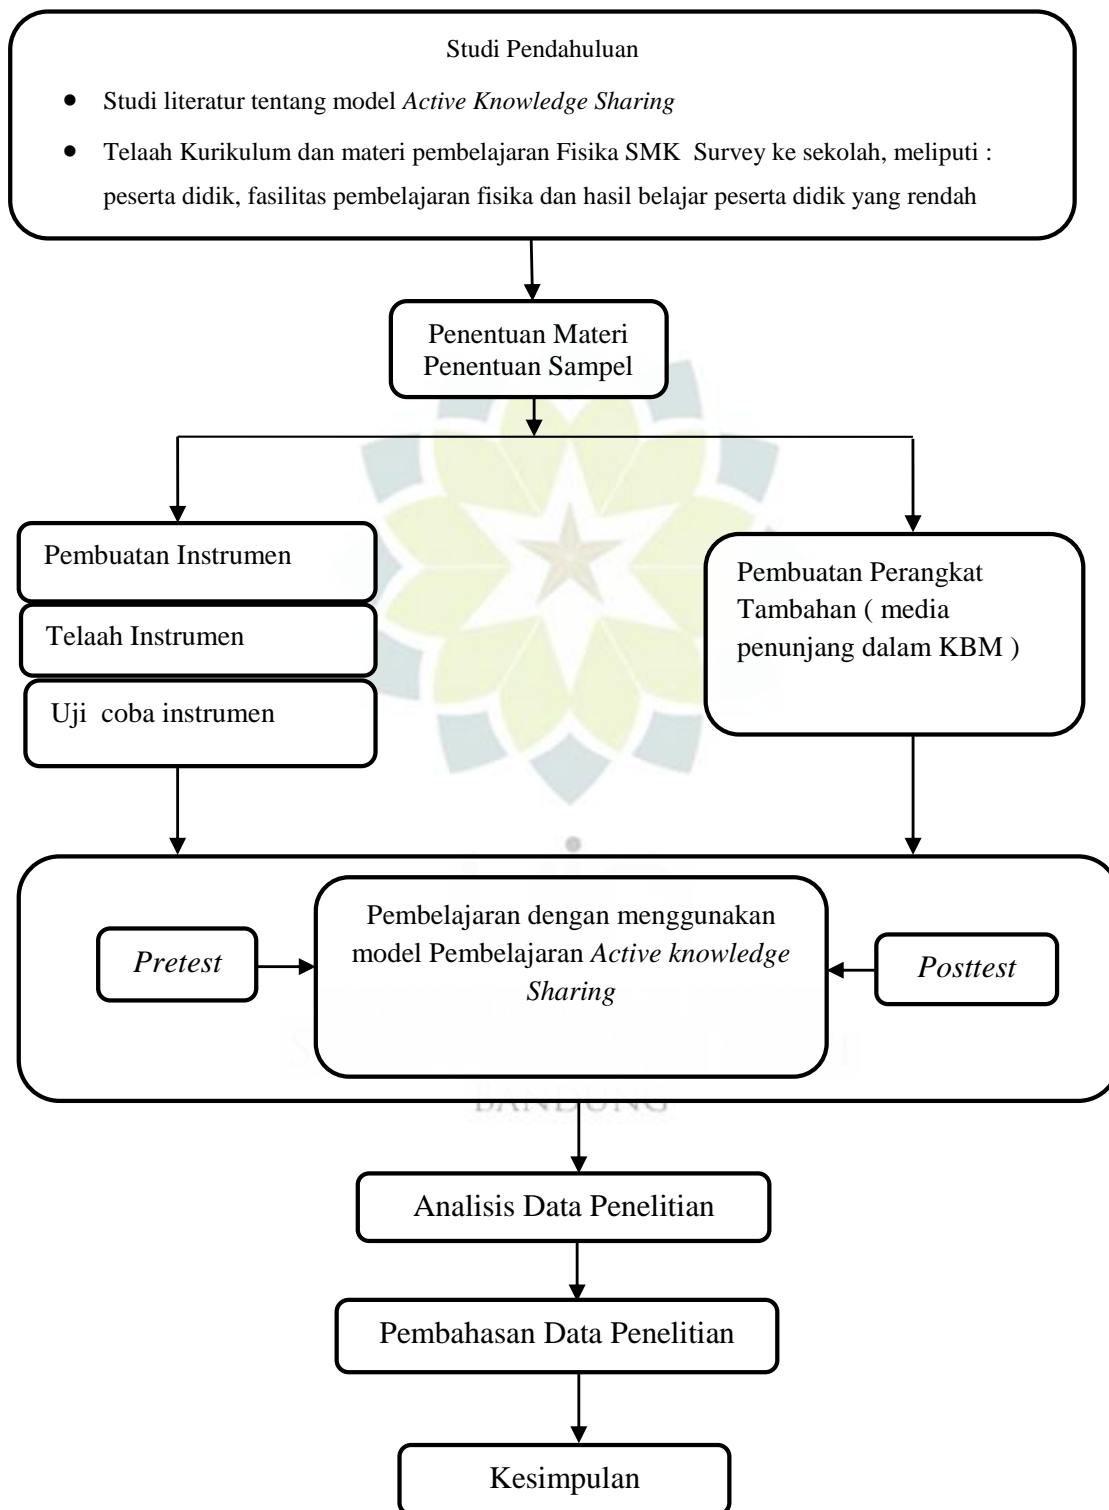 Studi Pendahuluan
• Studi literatur tentang model Active Knowledge Sharing
• Telaah Kurikulum dan materi pembelajaran Fisika SMK  Survey ke sekolah, meliputi :
peserta didik, fasilitas pembelajaran fisika dan hasil belajar peserta didik yang rendah
Penentuan Materi
Penentuan Sampel
Pembuatan Instrumen
Telaah Instrumen
Uji  coba instrumen
Pembuatan Perangkat
Tambahan ( media
penunjang dalam KBM )
Pretest
Pembelajaran dengan menggunakan
model Pembelajaran Active knowledge
Sharing
Posttest
BANDUNG
Analisis Data Penelitian
Pembahasan Data Penelitian
Kesimpulan